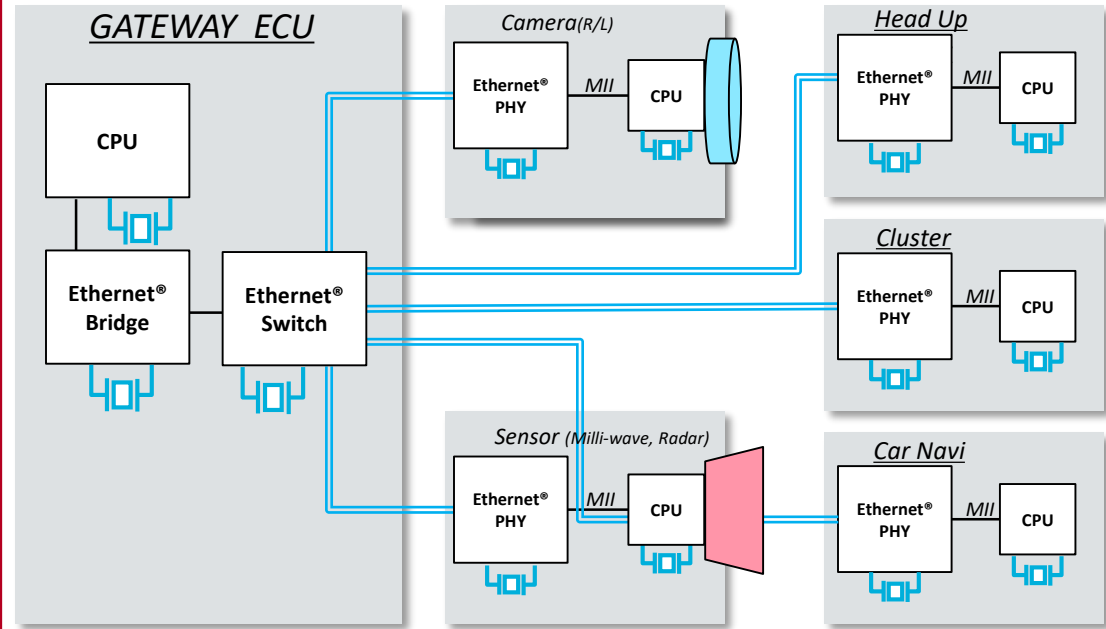 GATEWAY ECU
CPU
Ethernet®
Bridge
Ethernet®
Switch
Camera(R/L)
Ethernet®
PHY
MII
CPU
Sensor (Milli-wave, Radar)
Ethernet®
PHY
MII
CPU
Head Up
Ethernet®
PHY
MII
CPU
Cluster
Ethernet®
PHY
MII
CPU
Car Navi
Ethernet®
PHY
MII
CPU